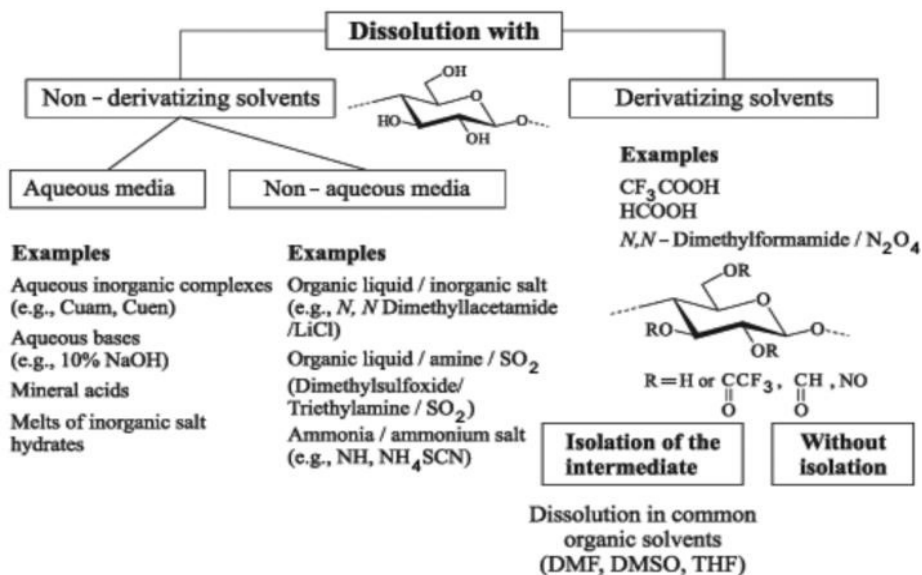 Dissolution with
Non - derivatizing solvents
Derivatizing solvents
OH
O
HO
OH
O
Aqueous media
Non - aqueous media
Examples
Aqueous inorganic complexes
(e.g., Cuam, Cuen)
Aqueous bases
(e.g., 10% NaOH)
Mineral acids
Melts of inorganic salt
hydrates
Examples
Organic liquid / inorganic salt
(e.g., N, N Dimethyllacetamide
/LiCl)
Organic liquid / amine / SO₂
(Dimethylsulfoxide/
Triethylamine / SO₂)
Ammonia / ammonium salt
(e.g., NH, NH₄SCN)
Examples
CF₃COOH
HCOOH
N,N - Dimethylformamide / N₂O₄
OR
O
RO
OR
O
R = H or CCF₃, CH, NO
O O
Isolation of the
intermediate
Without
isolation
Dissolution in common
organic solvents
(DMF, DMSO, THF)